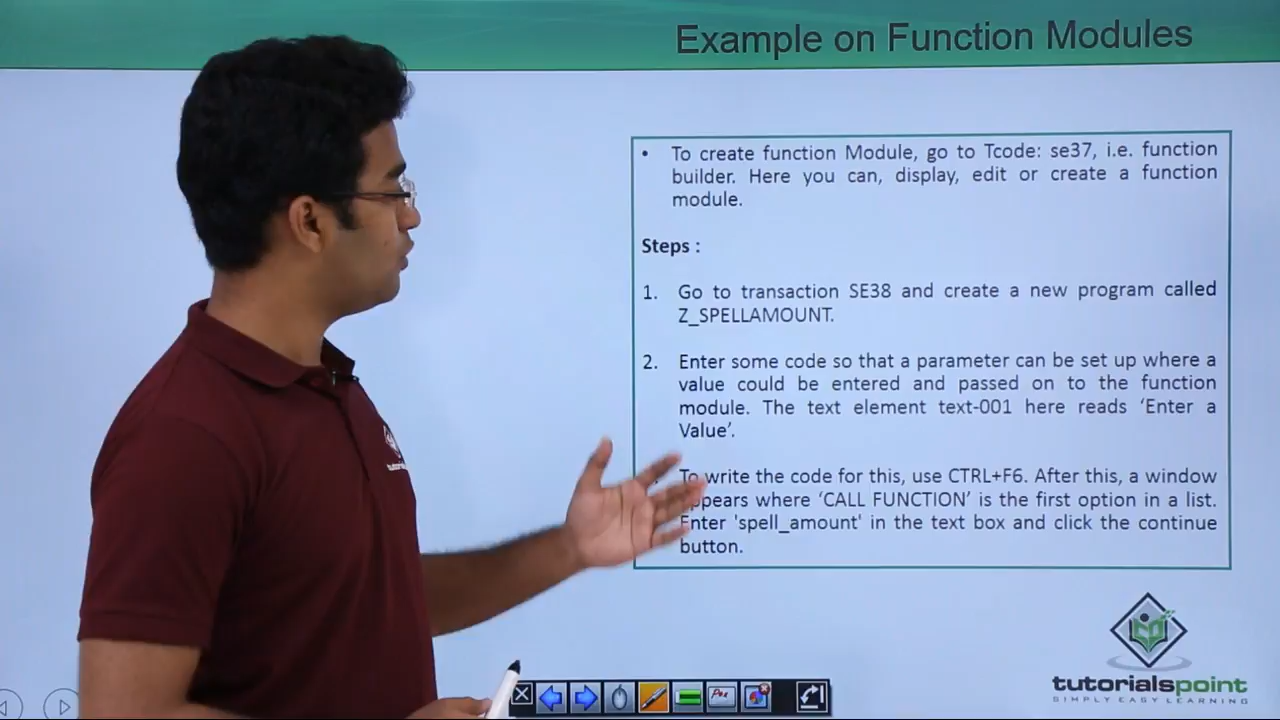 Example on Function Modules
• To create function Module, go to Tcode: se37, i.e. function
builder. Here you can, display, edit or create a function
module.
Steps :
1. Go to transaction SE38 and create a new program called
Z_SPELLAMOUNT.
2. Enter some code so that a parameter can be set up where a
value could be entered and passed on to the function
module. The text element text-001 here reads ‘Enter a
Value’.
To write the code for this, use CTRL+F6. After this, a window
appears where ‘CALL FUNCTION’ is the first option in a list.
Enter 'spell_amount' in the text box and click the continue
button.
tutorialspoint
SIMPLY EASY LEARNING